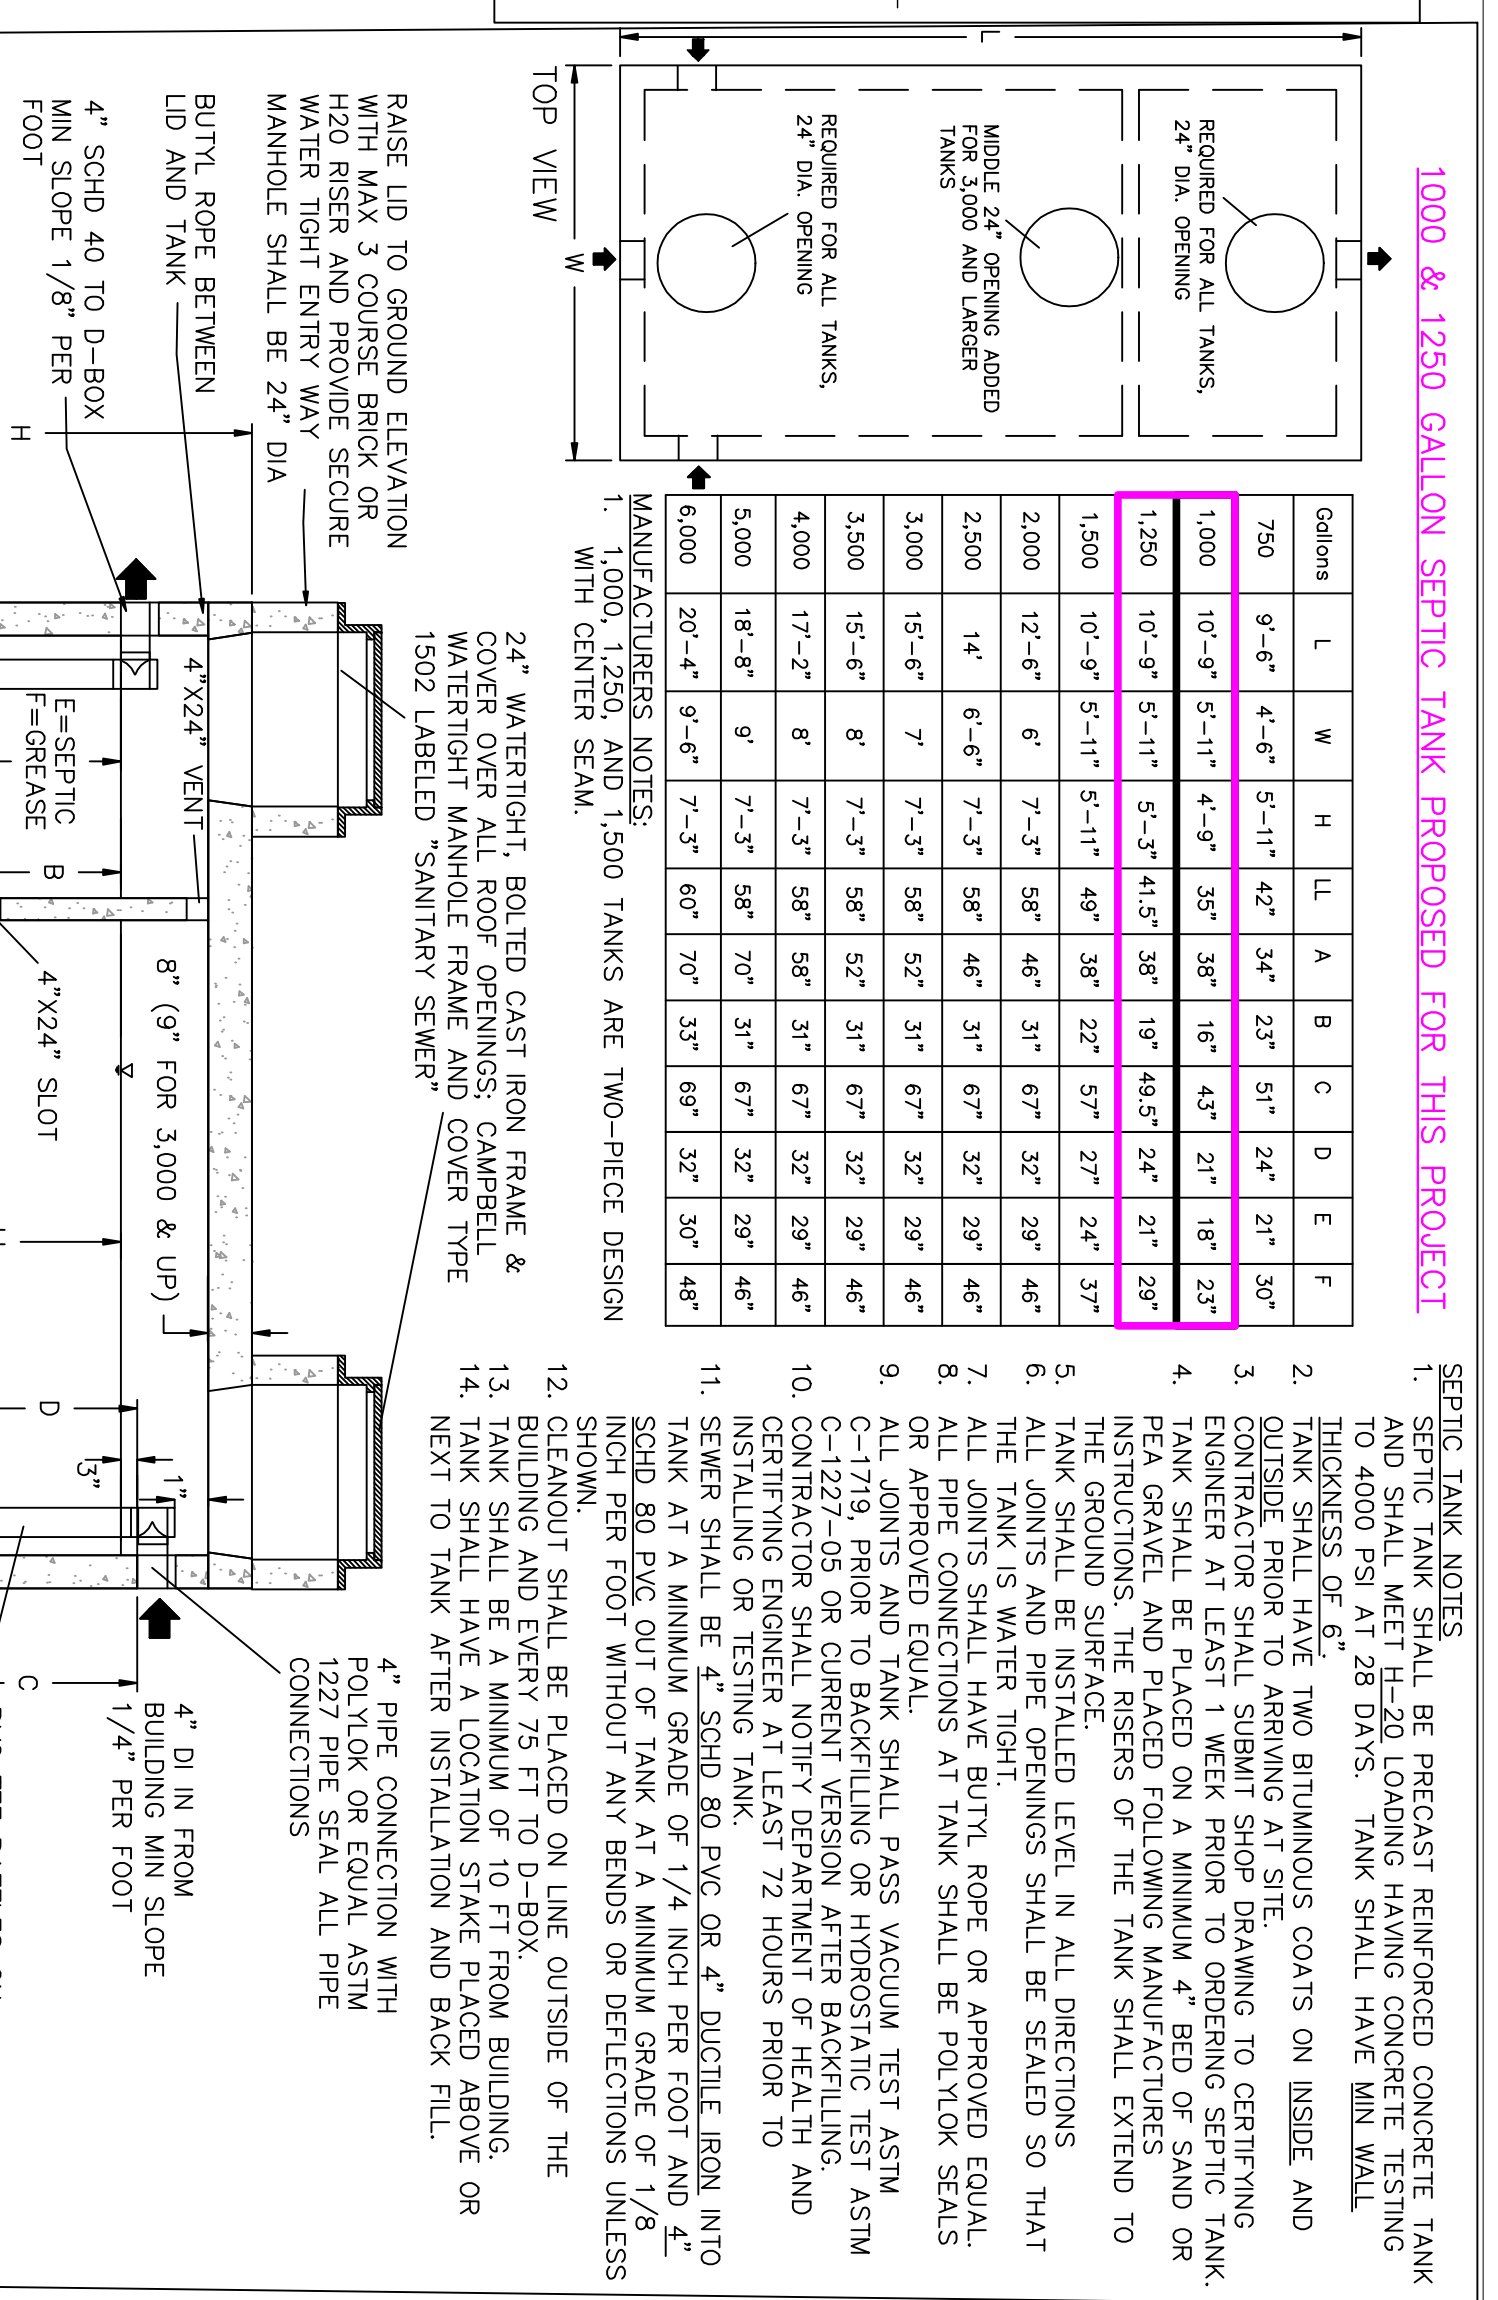 1000 & 1250 GALLON SEPTIC TANK PROPOSED FOR THIS PROJECT
L
REQUIRED FOR ALL TANKS,
24" DIA. OPENING
MIDDLE 24" OPENING ADDED
FOR 3,000 AND LARGER
TANKS
REQUIRED FOR ALL TANKS,
24" DIA. OPENING
W
TOP VIEW
Gallons L W H LL A B C D E F
750 9'-6" 4'-6" 5'-11" 42" 34" 23" 51" 24" 21" 30"
1,000 10'-9" 5'-11" 4'-9" 35" 38" 16" 43" 21" 18" 23"
1,250 10'-9" 5'-11" 5'-3" 41.5" 38" 19" 49.5" 24" 21" 29"
1,500 10'-9" 5'-11" 5'-11" 49" 38" 22" 57" 27" 24" 37"
2,000 12'-6" 6' 7'-3" 58" 46" 31" 67" 32" 29" 46"
2,500 14' 6'-6" 7'-3" 58" 46" 31" 67" 32" 29" 46"
3,000 15'-6" 7' 7'-3" 58" 52" 31" 67" 32" 29" 46"
3,500 15'-6" 8' 7'-3" 58" 52" 31" 67" 32" 29" 46"
4,000 17'-2" 8' 7'-3" 58" 58" 31" 67" 32" 29" 46"
5,000 18'-8" 9' 7'-3" 58" 70" 31" 67" 32" 29" 46"
6,000 20'-4" 9'-6" 7'-3" 60" 70" 33" 69" 32" 30" 48"
MANUFACTURERS NOTES:
1. 1,000, 1,250, AND 1,500 TANKS ARE TWO-PIECE DESIGN
WITH CENTER SEAM.
SEPTIC TANK NOTES
1. SEPTIC TANK SHALL BE PRECAST REINFORCED CONCRETE TANK
AND SHALL MEET H-20 LOADING HAVING CONCRETE TESTING
TO 4000 PSI AT 28 DAYS. TANK SHALL HAVE MIN WALL
THICKNESS OF 6".
2. TANK SHALL HAVE TWO BITUMINOUS COATS ON INSIDE AND
OUTSIDE PRIOR TO ARRIVING AT SITE.
3. CONTRACTOR SHALL SUBMIT SHOP DRAWING TO CERTIFYING
ENGINEER AT LEAST 1 WEEK PRIOR TO ORDERING SEPTIC TANK.
4. TANK SHALL BE PLACED ON A MINIMUM 4" BED OF SAND OR
PEA GRAVEL AND PLACED FOLLOWING MANUFACTURES
INSTRUCTIONS. THE RISERS OF THE TANK SHALL EXTEND TO
THE GROUND SURFACE.
5. TANK SHALL BE INSTALLED LEVEL IN ALL DIRECTIONS
6. ALL JOINTS AND PIPE OPENINGS SHALL BE SEALED SO THAT
THE TANK IS WATER TIGHT.
7. ALL JOINTS SHALL HAVE BUTYL ROPE OR APPROVED EQUAL.
8. ALL PIPE CONNECTIONS AT TANK SHALL BE POLYLOK SEALS
OR APPROVED EQUAL.
9. ALL JOINTS AND TANK SHALL PASS VACUUM TEST ASTM
C-1719, PRIOR TO BACKFILLING OR HYDROSTATIC TEST ASTM
C-1227-05 OR CURRENT VERSION AFTER BACKFILLING.
10. CONTRACTOR SHALL NOTIFY DEPARTMENT OF HEALTH AND
CERTIFYING ENGINEER AT LEAST 72 HOURS PRIOR TO
INSTALLING OR TESTING TANK.
11. SEWER SHALL BE 4" SCHD 80 PVC OR 4" DUCTILE IRON INTO
TANK AT A MINIMUM GRADE OF 1/4 INCH PER FOOT AND 4"
SCHD 80 PVC OUT OF TANK AT A MINIMUM GRADE OF 1/8
INCH PER FOOT WITHOUT ANY BENDS OR DEFLECTIONS UNLESS
SHOWN.
12. CLEANOUT SHALL BE PLACED ON LINE OUTSIDE OF THE
BUILDING AND EVERY 75 FT TO D-BOX.
13. TANK SHALL BE A MINIMUM OF 10 FT FROM BUILDING.
14. TANK SHALL HAVE A LOCATION STAKE PLACED ABOVE OR
NEXT TO TANK AFTER INSTALLATION AND BACK FILL.
RAISE LID TO GROUND ELEVATION
WITH MAX 3 COURSE BRICK OR
H20 RISER AND PROVIDE SECURE
WATER TIGHT ENTRY WAY
MANHOLE SHALL BE 24" DIA
BUTYL ROPE BETWEEN
LID AND TANK
4" SCHD 40 TO D-BOX
MIN SLOPE 1/8" PER
FOOT
H
24" WATERTIGHT, BOLTED CAST IRON FRAME &
COVER OVER ALL ROOF OPENINGS; CAMPBELL
WATERTIGHT MANHOLE FRAME AND COVER TYPE
1502 LABELED "SANITARY SEWER"
4"X24" VENT
E=SEPTIC
F=GREASE
B
8" (9" FOR 3,000 & UP)
4"X24" SLOT
D
3"
1"
4" PIPE CONNECTION WITH
POLYLOK OR EQUAL ASTM
1227 PIPE SEAL ALL PIPE
CONNECTIONS
4" DI IN FROM
BUILDING MIN SLOPE
1/4" PER FOOT
C